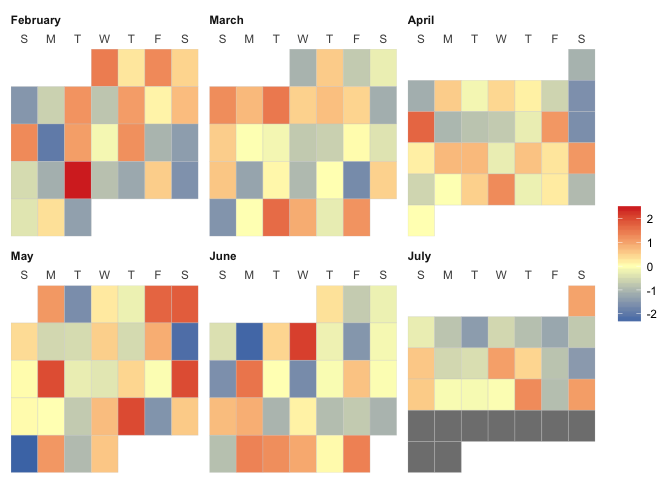 February
S M T W T F S
March
S M T W T F S
April
S M T W T F S
May
S M T W T F S
June
S M T W T F S
July
S M T W T F S
2
1
0
-1
-2